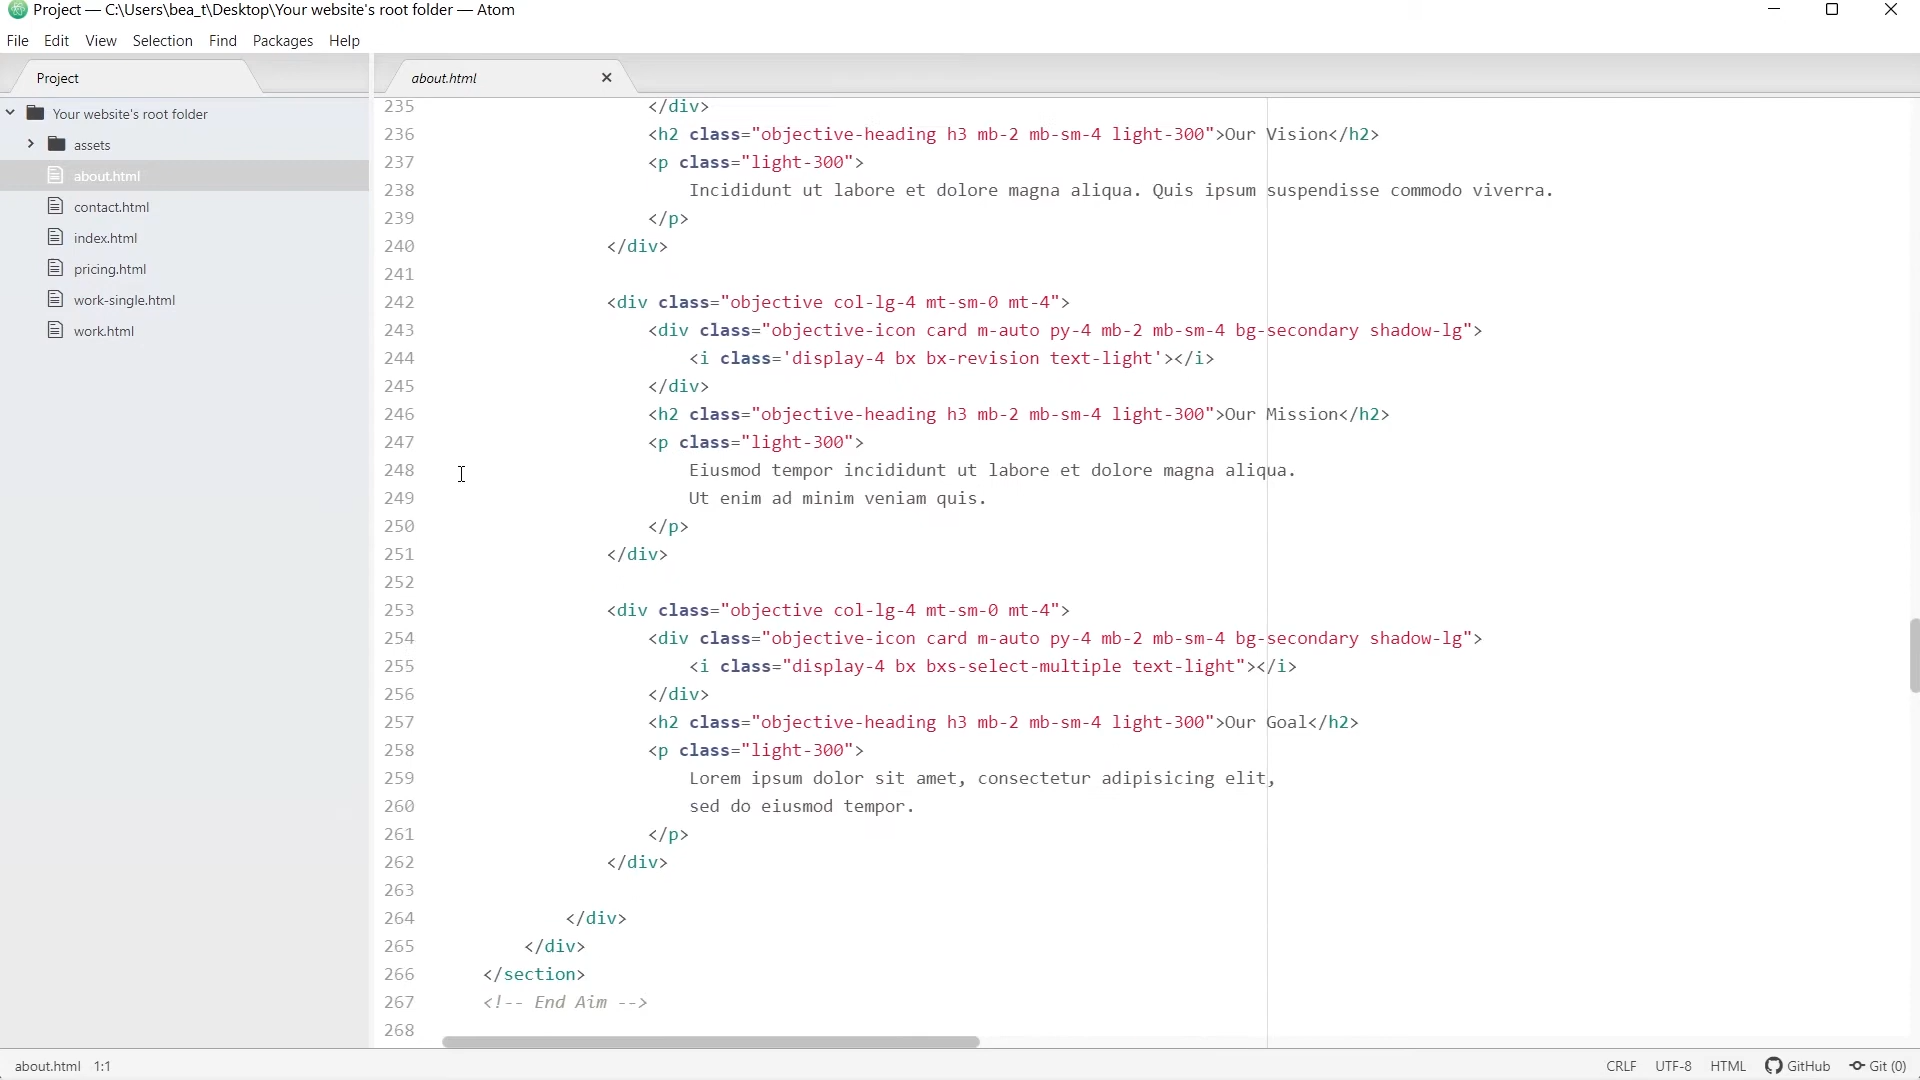 Project — C:\Users\bea_t\Desktop\Your website's root folder — Atom
File Edit View Selection Find Packages Help
Project
Your website's root folder
assets
about.html
contact.html
index.html
pricing.html
work-single.html
work.html
about.html
235 </div>
236 <h2 class="objective-heading h3 mb-2 mb-sm-4 light-300">Our Vision</h2>
237 <p class="light-300">
238 Incididunt ut labore et dolore magna aliqua. Quis ipsum suspendisse commodo viverra.
239 </p>
240 </div>
241
242 <div class="objective col-lg-4 mt-sm-0 mt-4">
243 <div class="objective-icon card m-auto py-4 mb-2 mb-sm-4 bg-secondary shadow-lg">
244 <i class='display-4 bx bx-revision text-light'></i>
245 </div>
246 <h2 class="objective-heading h3 mb-2 mb-sm-4 light-300">Our Mission</h2>
247 <p class="light-300">
248 Eiusmod tempor incididunt ut labore et dolore magna aliqua.
249 Ut enim ad minim veniam quis.
250 </p>
251 </div>
252
253 <div class="objective col-lg-4 mt-sm-0 mt-4">
254 <div class="objective-icon card m-auto py-4 mb-2 mb-sm-4 bg-secondary shadow-lg">
255 <i class="display-4 bx bxs-select-multiple text-light"></i>
256 </div>
257 <h2 class="objective-heading h3 mb-2 mb-sm-4 light-300">Our Goal</h2>
258 <p class="light-300">
259 Lorem ipsum dolor sit amet, consectetur adipisicing elit,
260 sed do eiusmod tempor.
261 </p>
262 </div>
263
264 </div>
265 </div>
266 </section>
267 <!-- End Aim -->
268
about.html 1:1 CRLF UTF-8 HTML GitHub Git (0)